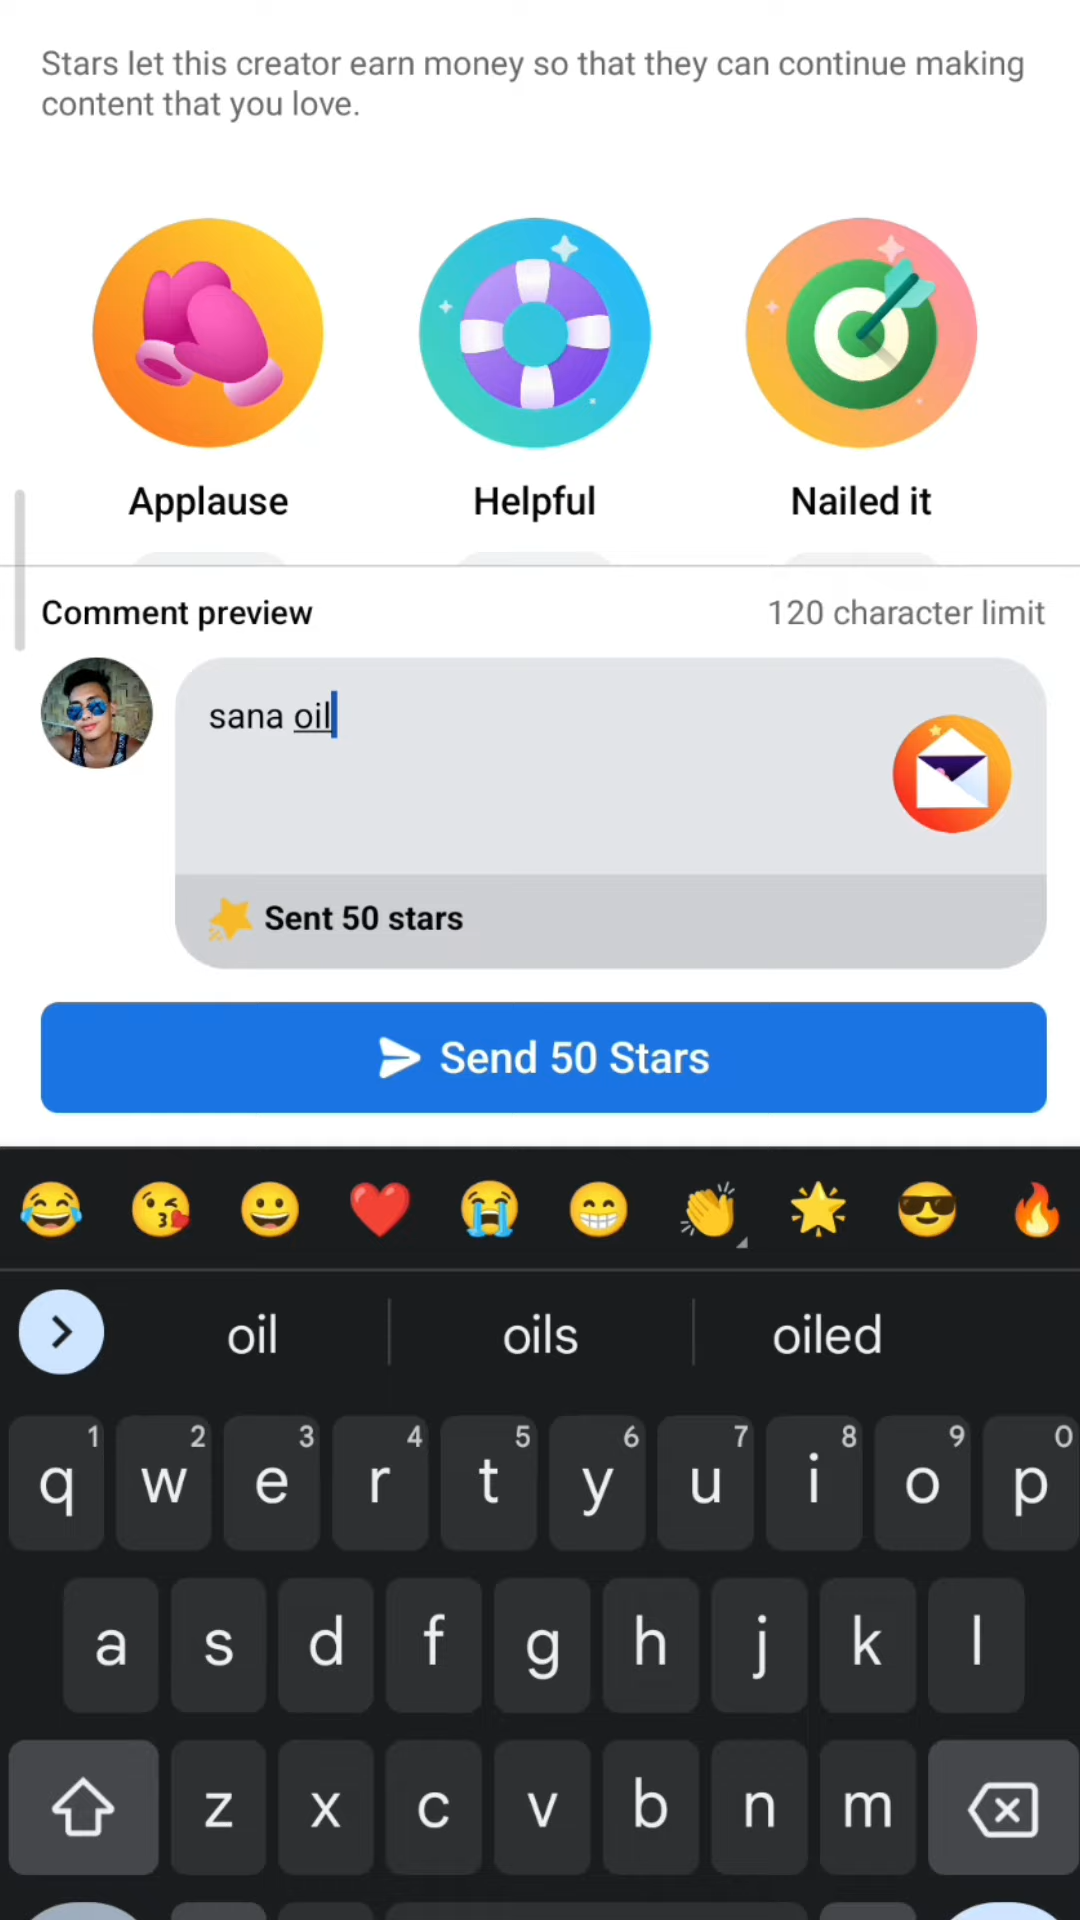 Stars let this creator earn money so that they can continue making
content that you love.
Applause Helpful Nailed it
Comment preview 120 character limit
sana oil
Sent 50 stars
Send 50 Stars
oil oils oiled
1 2 3 4 5 6 7 8 9 0
q w e r t y u i o p
a s d f g h j k l
z x c v b n m